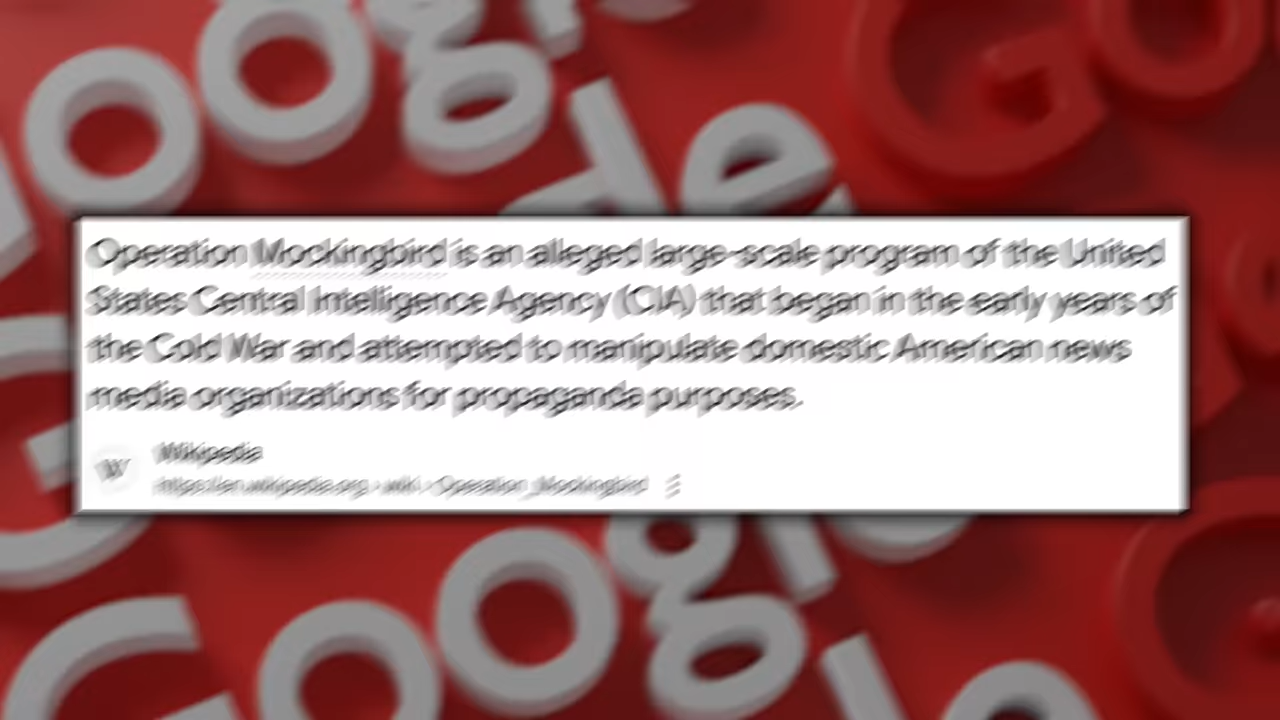 Google
Operation Mockingbird is an alleged large-scale program of the United
States Central Intelligence Agency (CIA) that began in the early years of
the Cold War and attempted to manipulate domestic American news
media organizations for propaganda purposes.
W
Wikipedia
https://en.wikipedia.org › wiki › Operation_Mockingbird
Google